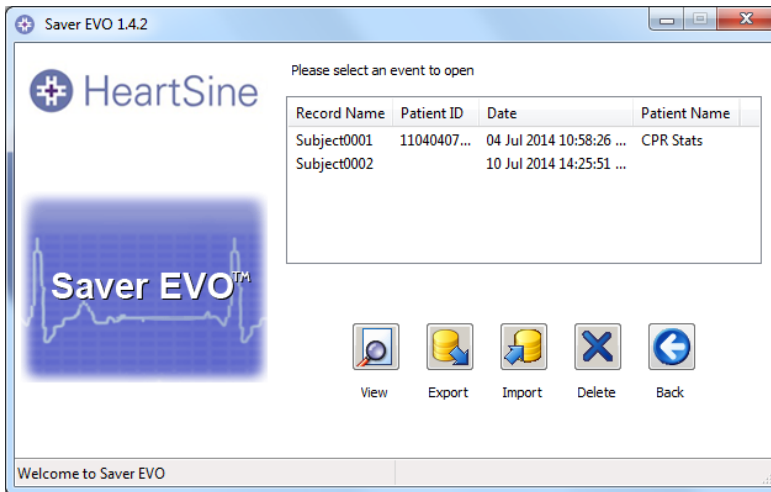 Saver EVO 1.4.2
HeartSine
Please select an event to open
Record Name Patient ID Date Patient Name
Subject0001 11040407... 04 Jul 2014 10:58:26 ... CPR Stats
Subject0002 10 Jul 2014 14:25:51 ...
Saver EVO™
View Export Import Delete Back
Welcome to Saver EVO